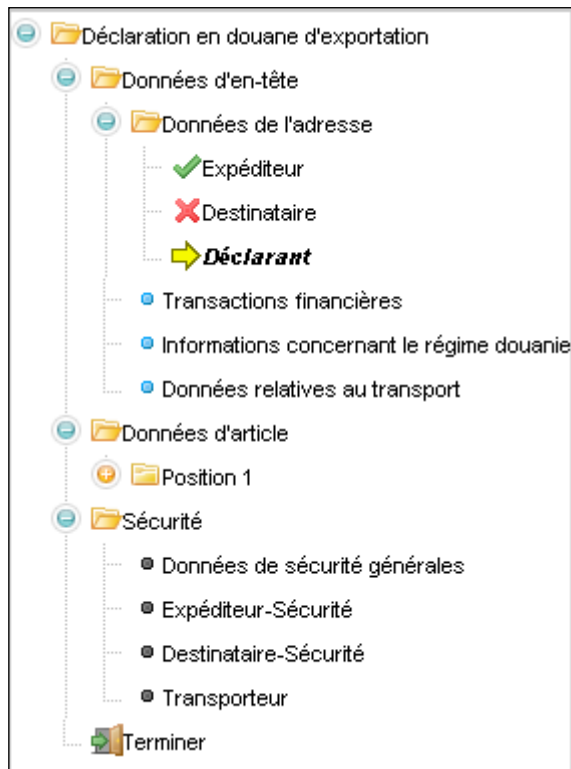 Déclaration en douane d'exportation
Données d'en-tête
Données de l'adresse
Expéditeur
Destinataire
Déclarant
Transactions financières
Informations concernant le régime douanie
Données relatives au transport
Données d'article
Position 1
Sécurité
Données de sécurité générales
Expéditeur-Sécurité
Destinataire-Sécurité
Transporteur
Terminer